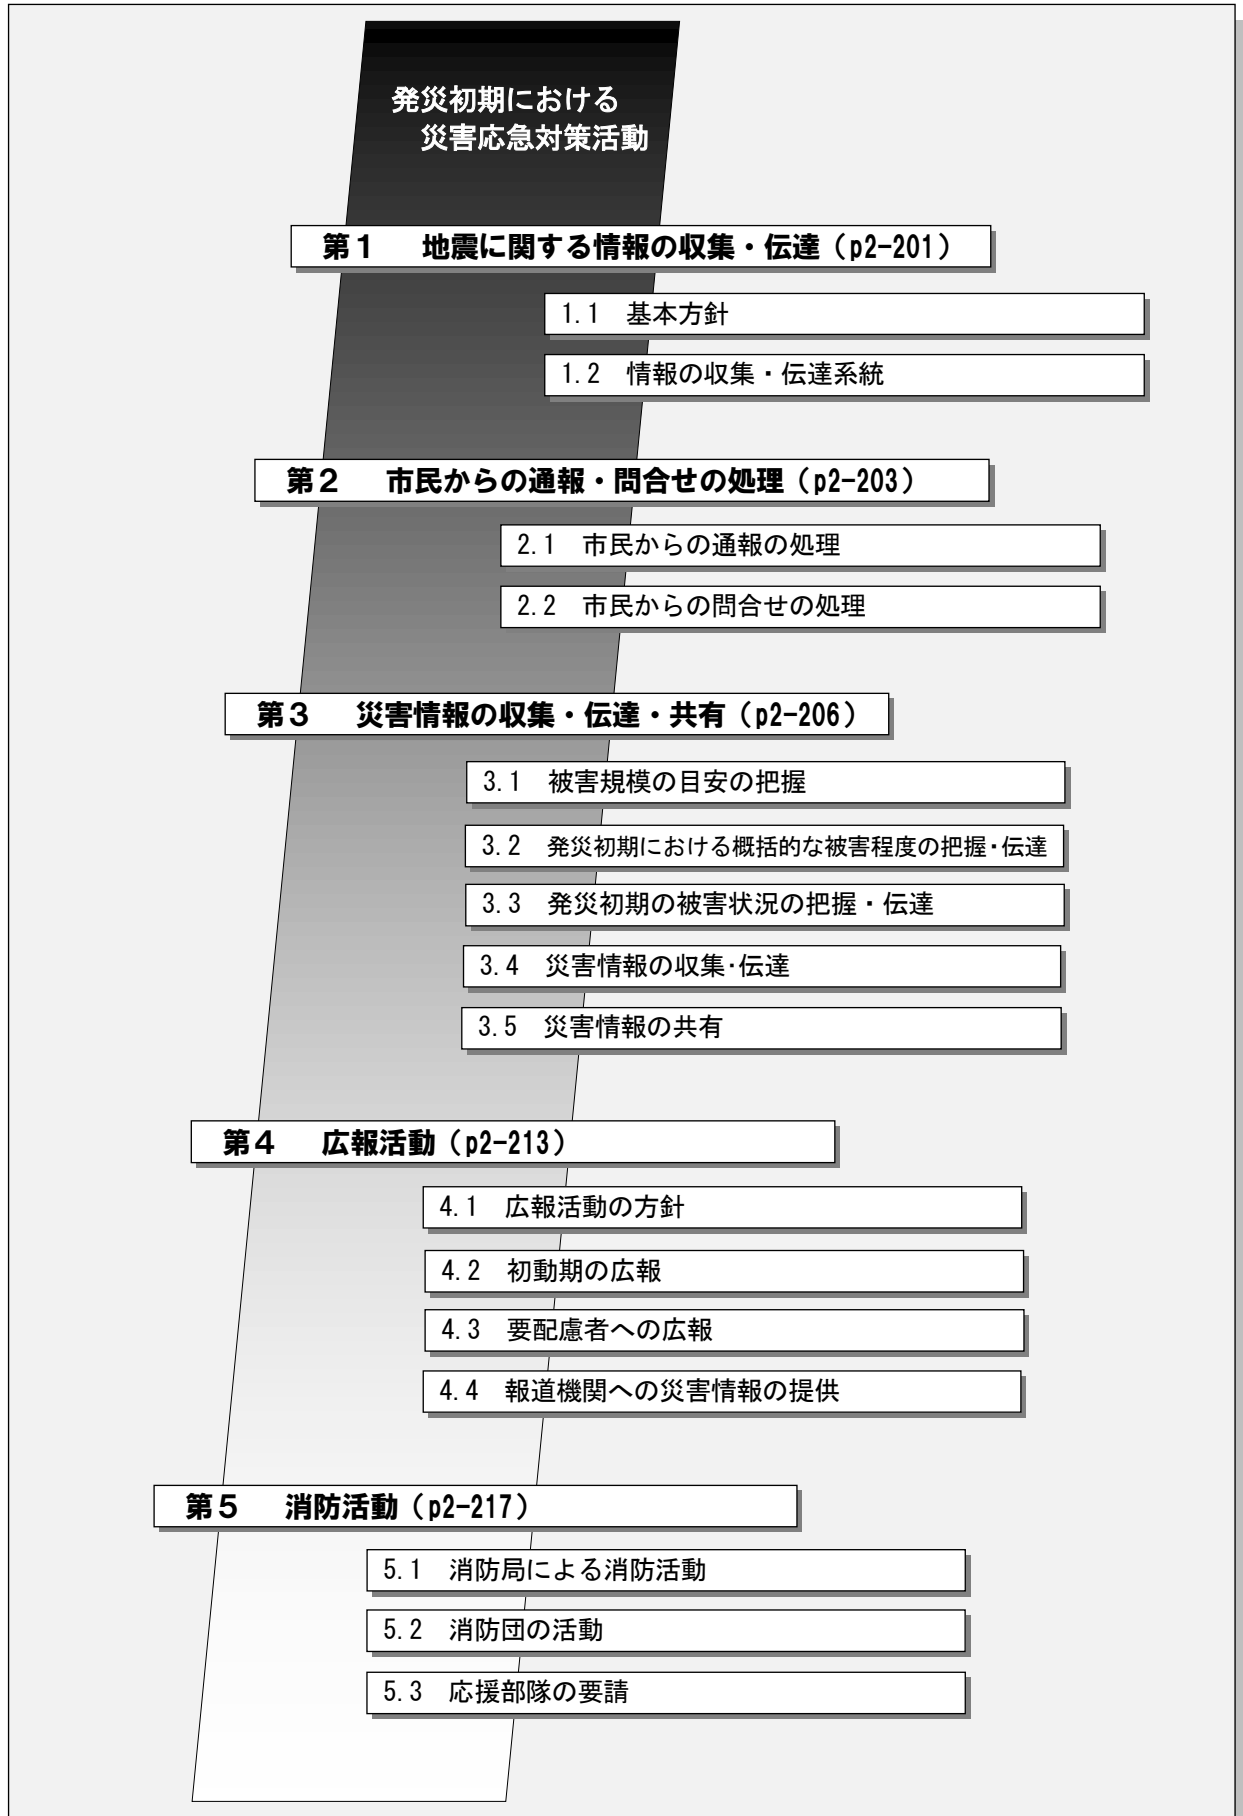 発災初期における
災害応急対策活動
第１　地震に関する情報の収集・伝達（p2-201）
1.1　基本方針
1.2　情報の収集・伝達系統
第２　市民からの通報・問合せの処理（p2-203）
2.1　市民からの通報の処理
2.2　市民からの問合せの処理
第３　災害情報の収集・伝達・共有（p2-206）
3.1　被害規模の目安の把握
3.2　発災初期における概括的な被害程度の把握・伝達
3.3　発災初期の被害状況の把握・伝達
3.4　災害情報の収集・伝達
3.5　災害情報の共有
第４　広報活動（p2-213）
4.1　広報活動の方針
4.2　初動期の広報
4.3　要配慮者への広報
4.4　報道機関への災害情報の提供
第５　消防活動（p2-217）
5.1　消防局による消防活動
5.2　消防団の活動
5.3　応援部隊の要請